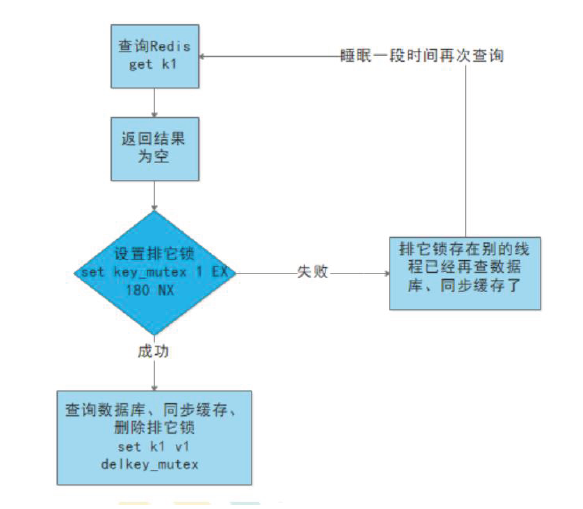 查询Redis
get k1
睡眠一段时间再次查询
返回结果
为空
设置排它锁
set key_mutex 1 EX
180 NX
失败
排它锁存在别的线
程已经再查数据
库、同步缓存了
成功
查询数据库、同步缓存、
删除排它锁
set k1 v1
delkey_mutex